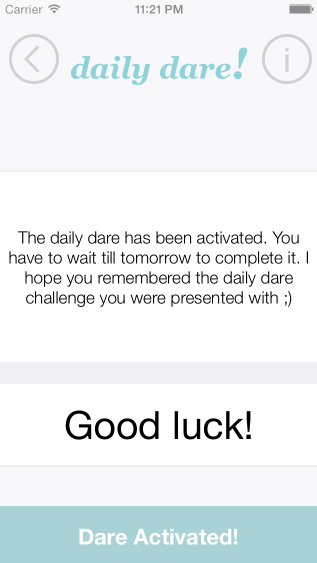 Carrier 11:21 PM
daily dare!
The daily dare has been activated. You
have to wait till tomorrow to complete it. I
hope you remembered the daily dare
challenge you were presented with ;)
Good luck!
Dare Activated!